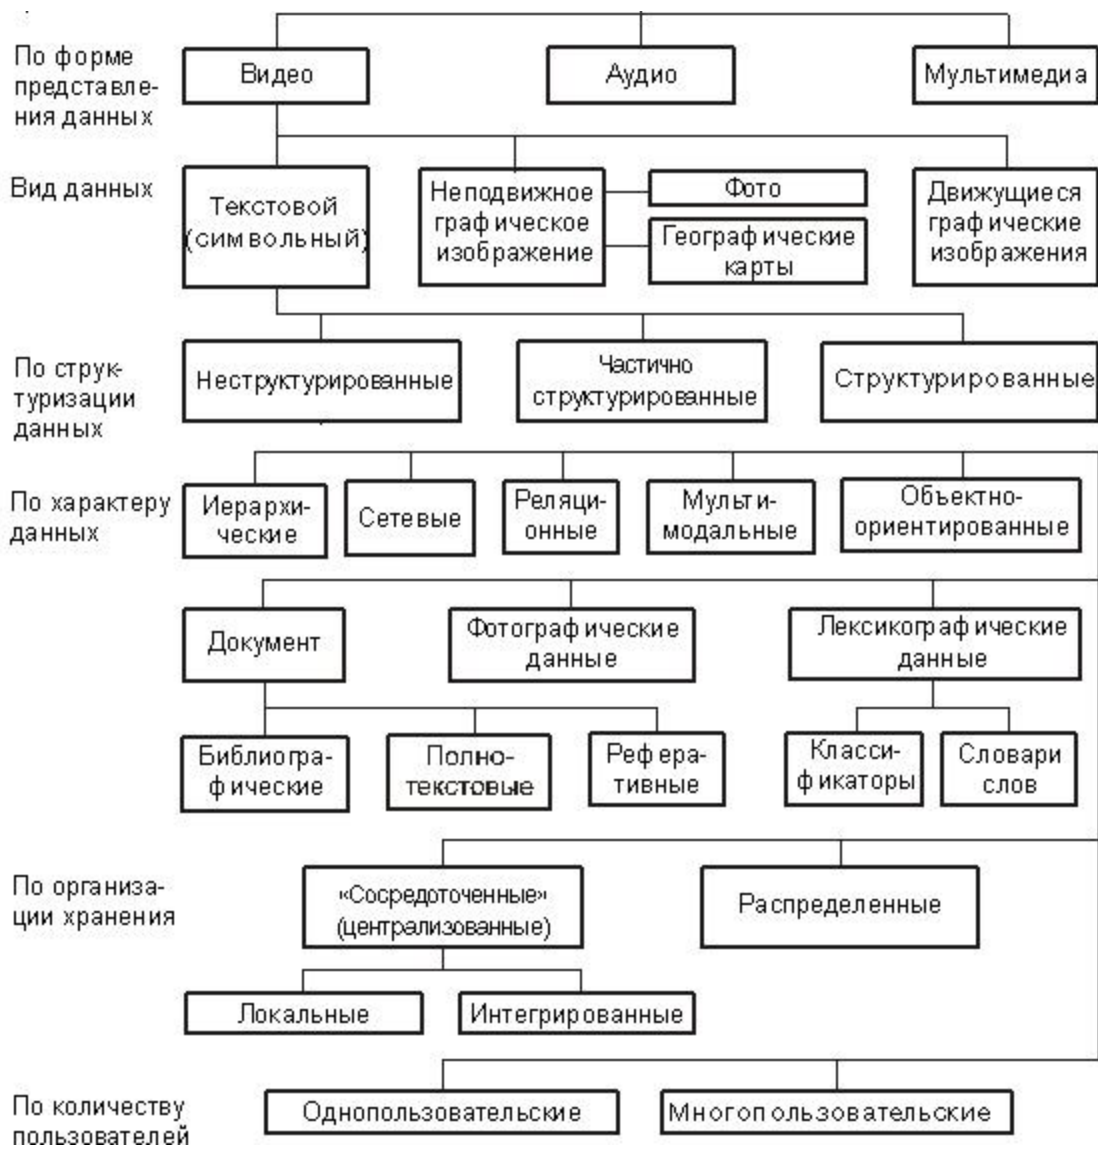 По форме
представле-
ния данных
Видео
Аудио
Мультимедиа
Вид данных
Текстовой
(символьный)
Неподвижное
графическое
изображение
Фото
Географические
карты
Движущиеся
графические
изображения
По струк-
туризации
данных
Неструктурированные
Частично
структурированные
Структурированные
По характеру
данных
Иерархи-
ческие
Сетевые
Реляци-
онные
Мульти-
модальные
Объектно-
ориентированные
Документ
Фотографические
данные
Лексикографические
данные
Библиогра-
фические
Полно-
текстовые
Рефера-
тивные
Класси-
фикаторы
Словари
слов
По организа-
ции хранения
«Сосредоточенные»
(централизованные)
Распределенные
Локальные
Интегрированные
По количеству
пользователей
Однопользовательские
Многопользовательские